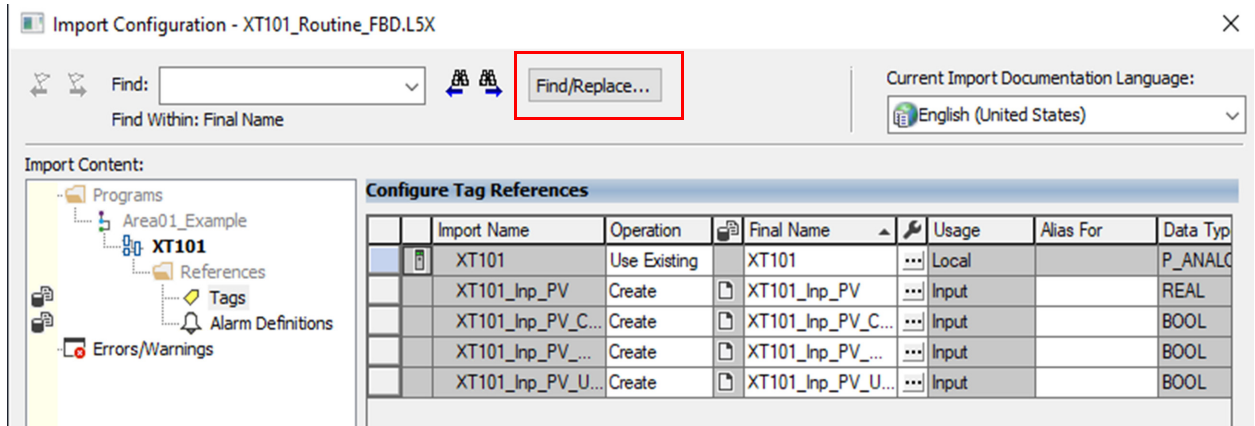 Import Configuration - XT101_Routine_FBD.L5X
Find:
Find/Replace...
Current Import Documentation Language:
Find Within: Final Name
English (United States)
Import Content:
Programs
Area01_Example
XT101
References
Tags
Alarm Definitions
Errors/Warnings
Configure Tag References
Import Name Operation Final Name Usage Alias For Data Typ
XT101 Use Existing XT101 ... Local P_ANALO
XT101_Inp_PV Create XT101_Inp_PV ... Input REAL
XT101_Inp_PV_C... Create XT101_Inp_PV_C... ... Input BOOL
XT101_Inp_PV_... Create XT101_Inp_PV_... ... Input BOOL
XT101_Inp_PV_U... Create XT101_Inp_PV_U... ... Input BOOL